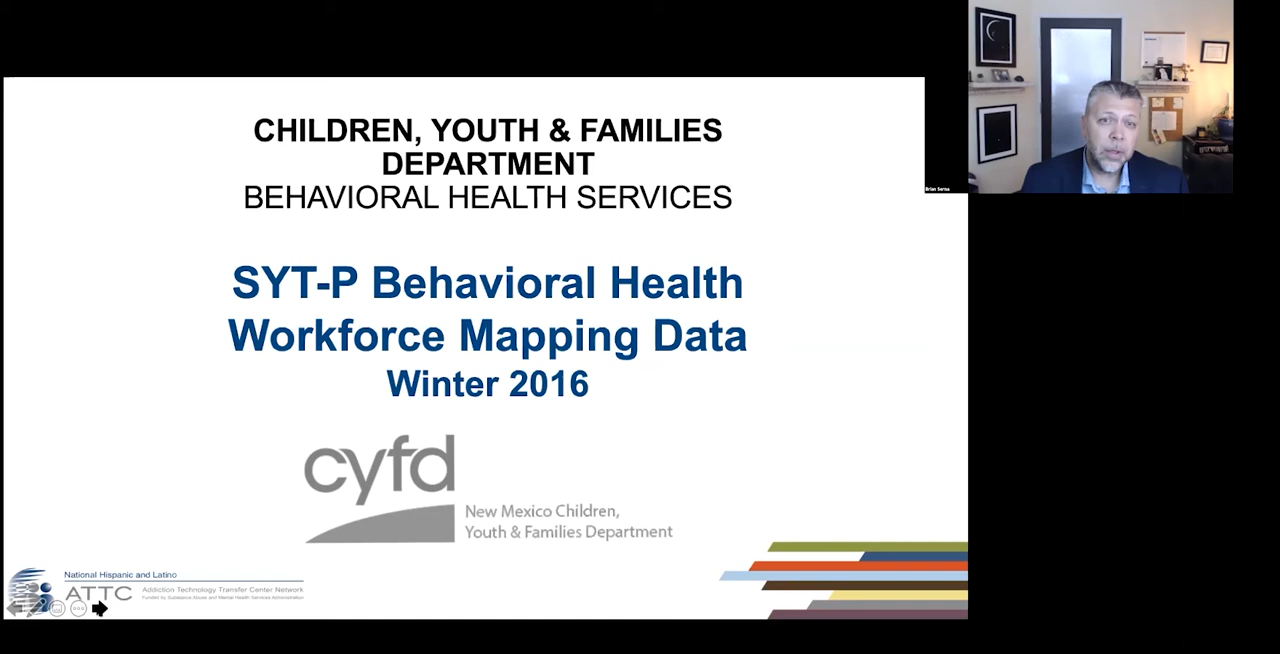 CHILDREN, YOUTH & FAMILIES
DEPARTMENT
BEHAVIORAL HEALTH SERVICES
SYT-P Behavioral Health
Workforce Mapping Data
Winter 2016
cyfd
New Mexico Children,
Youth & Families Department
National Hispanic and Latino
ATTC
Addiction Technology Transfer Center Network
Funded by Substance Abuse and Mental Health Services Administration
Brian Serna